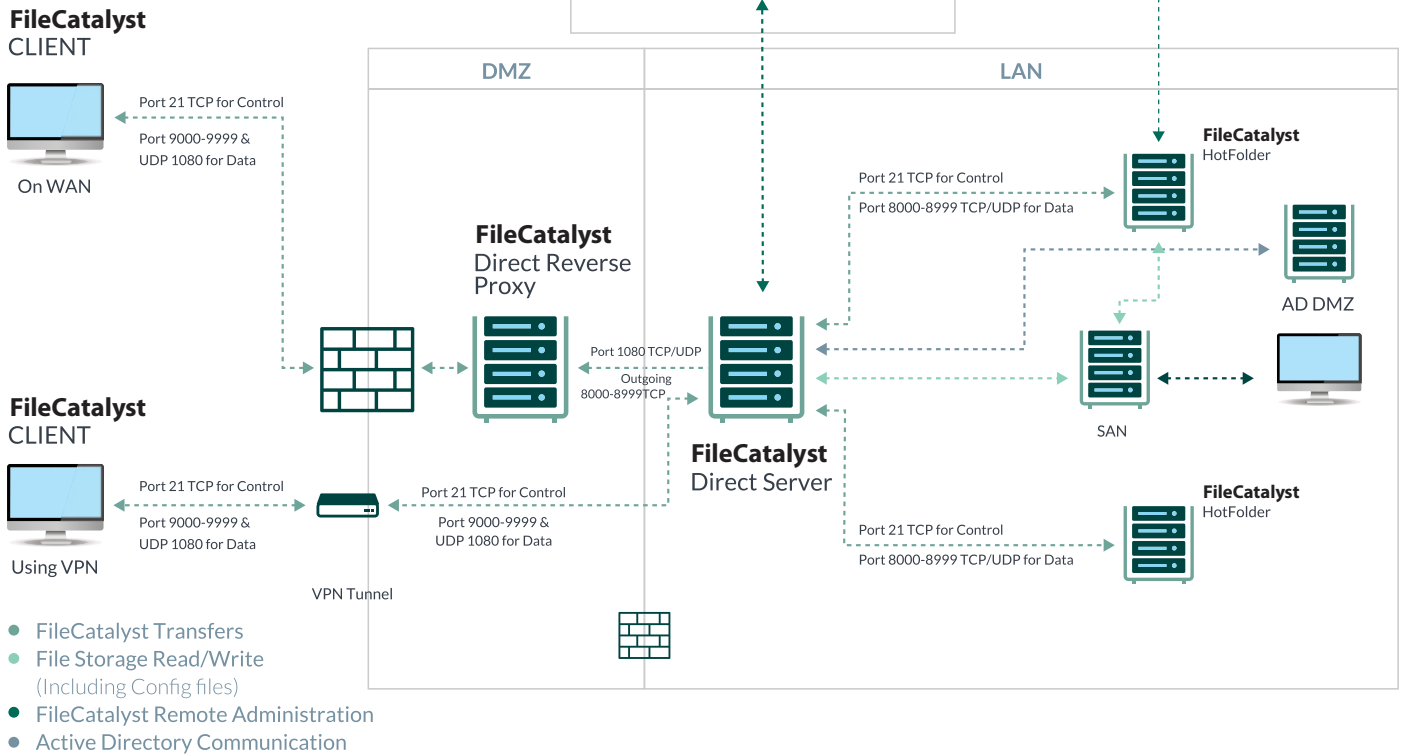 FileCatalyst
CLIENT
DMZ
LAN
Port 21 TCP for Control
Port 9000-9999 &
UDP 1080 for Data
On WAN
FileCatalyst
HotFolder
Port 21 TCP for Control
Port 8000-8999 TCP/UDP for Data
FileCatalyst
Direct Reverse
Proxy
AD DMZ
Port 1080 TCP/UDP
Outgoing
8000-8999TCP
SAN
FileCatalyst
CLIENT
FileCatalyst
Direct Server
Port 21 TCP for Control
Port 9000-9999 &
UDP 1080 for Data
Using VPN
VPN Tunnel
Port 21 TCP for Control
Port 9000-9999 &
UDP 1080 for Data
FileCatalyst
HotFolder
Port 21 TCP for Control
Port 8000-8999 TCP/UDP for Data
FileCatalyst Transfers
File Storage Read/Write
(Including Config files)
FileCatalyst Remote Administration
Active Directory Communication